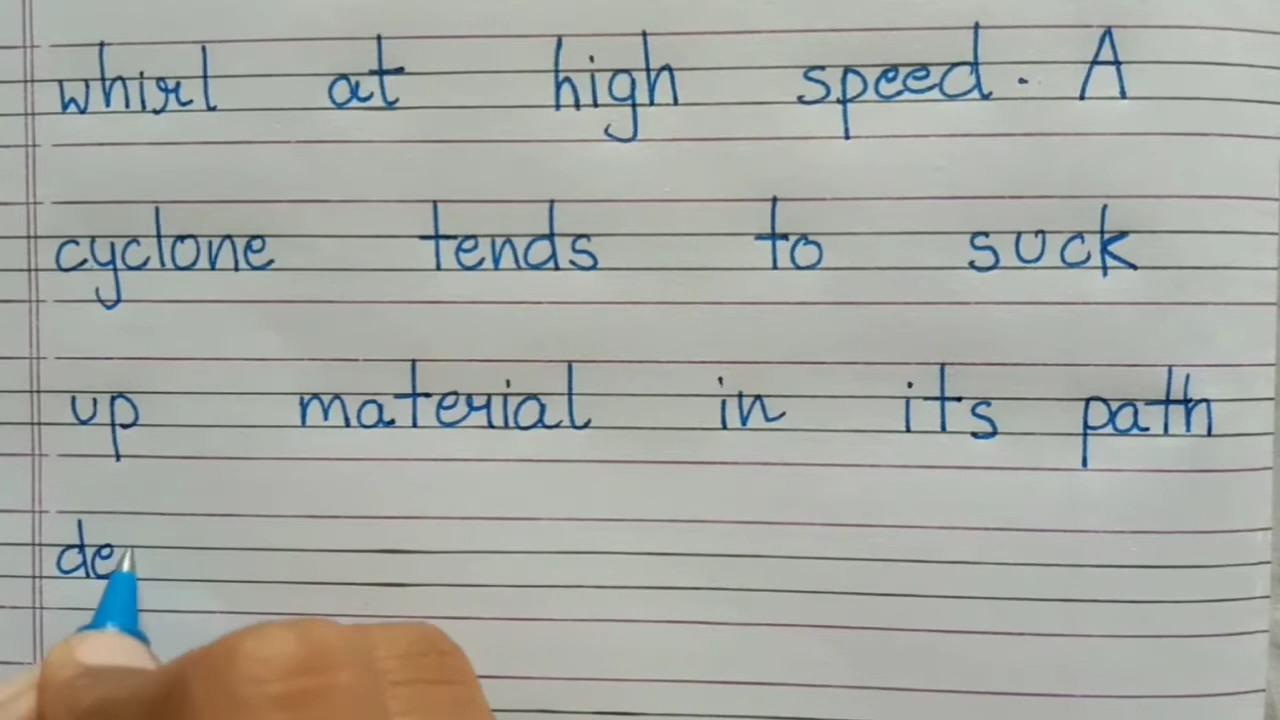 whirl at high speed. A
cyclone tends to suck
up material in its path
de